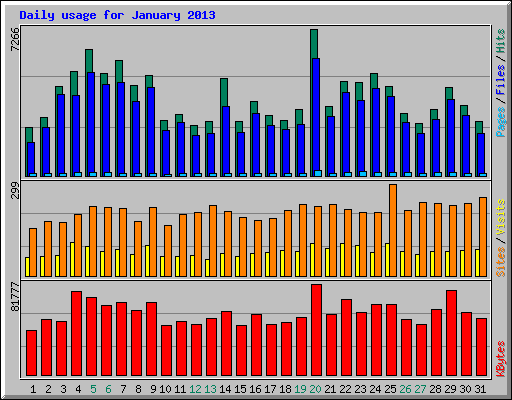 Daily usage for January 2013
7266
Pages / Files / Hits
299
Sites / Visits
81777
KBytes
1 2 3 4 5 6 7 8 9 10 11 12 13 14 15 16 17 18 19 20 21 22 23 24 25 26 27 28 29 30 31